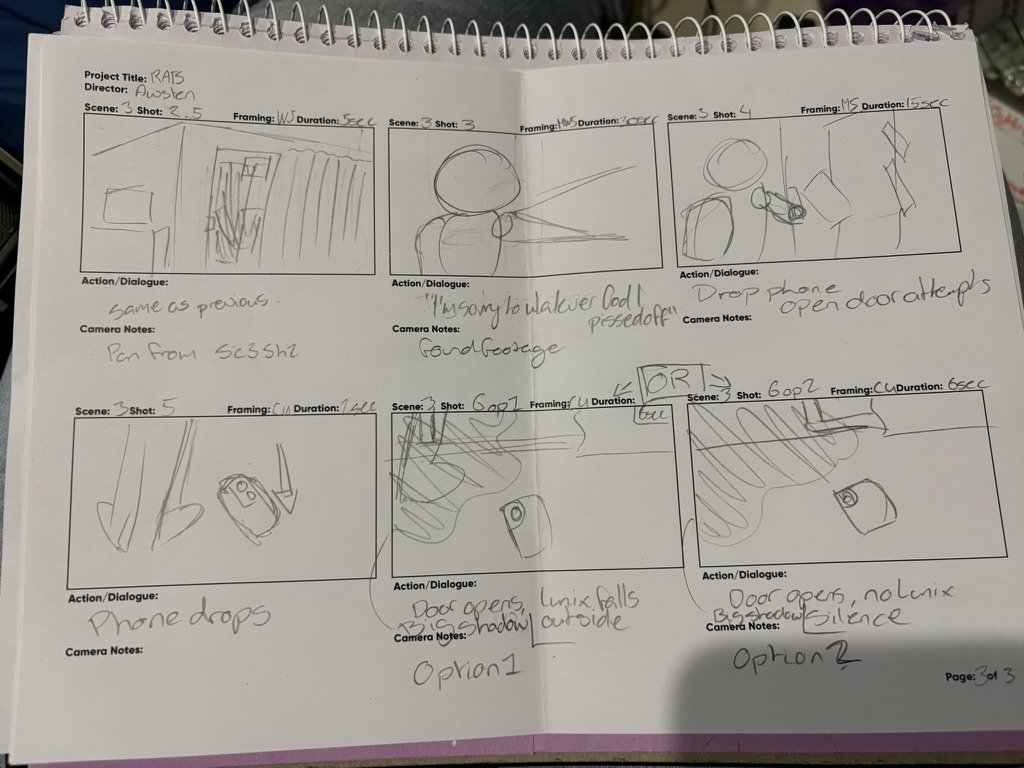 Project Title: RATS
Director: Awsten
Scene: 3 Shot: 2.5 Framing: WS Duration: 5sec
Scene: 3 Shot: 3 Framing: MWS Duration:
Scene: 3 Shot: 4 Framing: MS Duration: 15sec
Action/Dialogue:
same as previous.
Camera Notes:
Pan from Sc3Sh2
Action/Dialogue:
"I'm sorry to whatever God I
pissed off"
Camera Notes:
Found footage
Action/Dialogue:
Drop phone
open door attempts
Camera Notes:
OR
Scene: 3 Shot: 5 Framing: CU Duration: 1sec
Scene: 3 Shot: 6op1 Framing: CU Duration:
6sec
Scene: 3 Shot: 6op2 Framing: CU Duration: 6sec
Action/Dialogue:
Phone drops
Camera Notes:
Action/Dialogue:
Door opens, Lunix falls
Big shadow outside
Camera Notes:
Option 1
Action/Dialogue:
Door opens, no Lunix
Big shadow Silence
Camera Notes:
Option 2
Page: 3 of 3